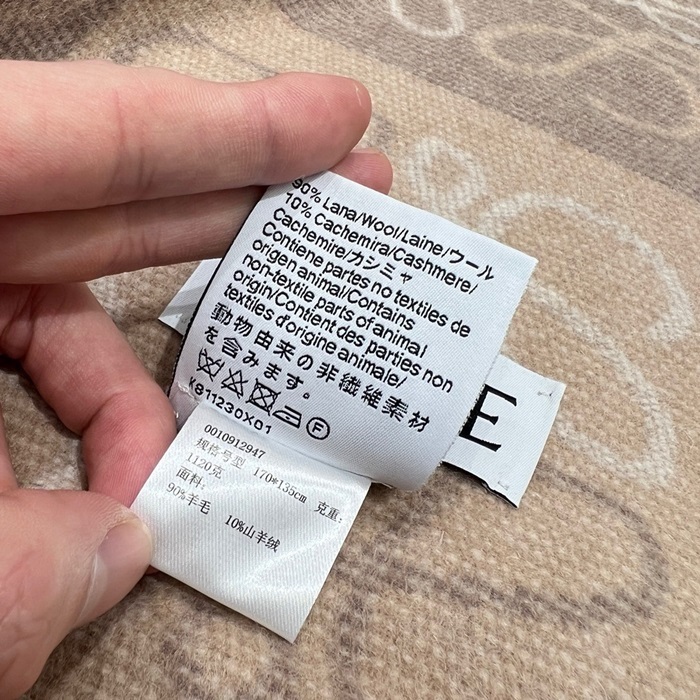 90% Lana/Wool/Laine/ウール
10% Cachemira/Cashmere/
Cachemire/カシミヤ
Contiene partes no textiles de
origen animal/Contains
non-textile parts of animal
origin/Contient des parties non
textiles d'origine animale/
動物由来の非繊維素材
を含みます。
F
K811230X01
E
0010912947
规格号型 170*135cm 克重:
1120克
面料:
90%羊毛 10%山羊绒